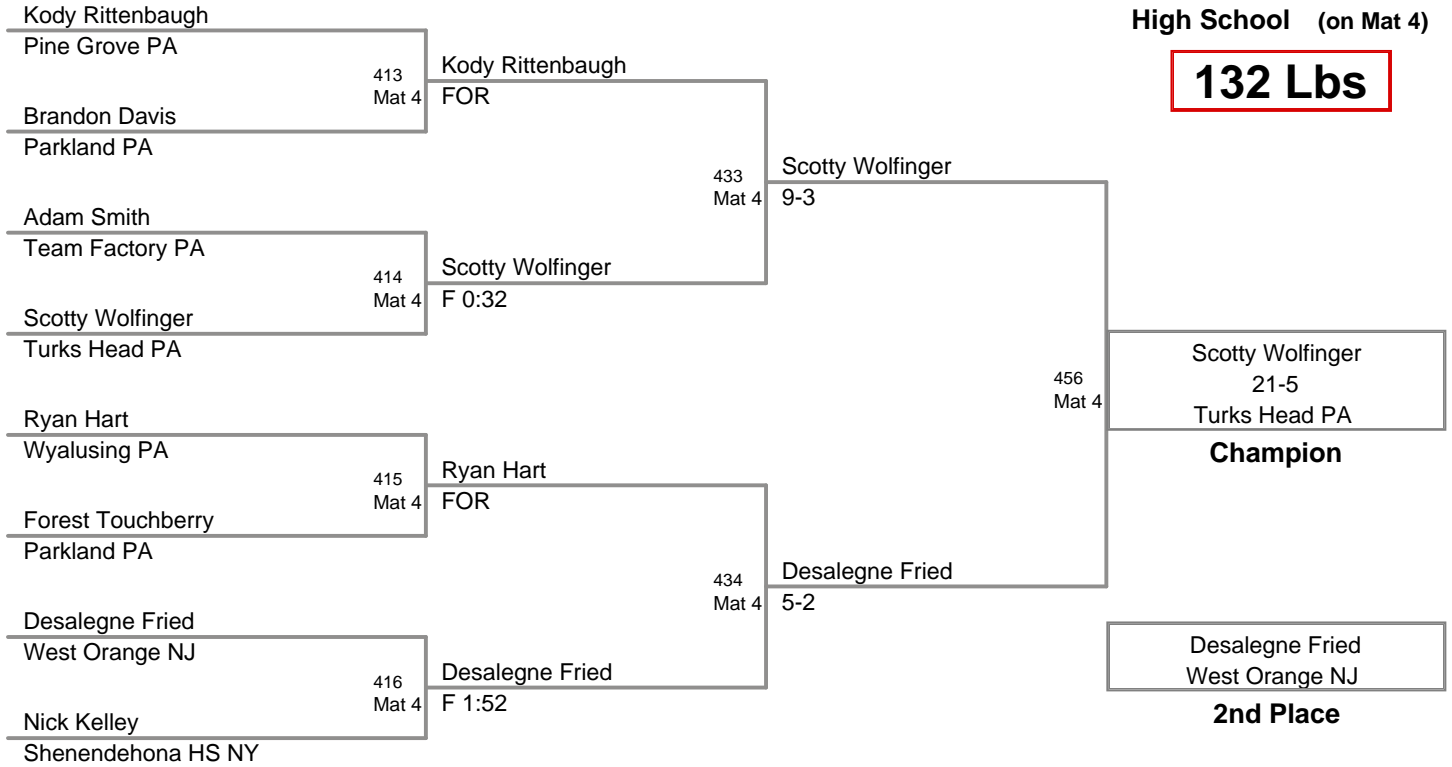 High School (on Mat 4)
132 Lbs
Kody Rittenbaugh
Pine Grove PA
413
Mat 4
Brandon Davis
Parkland PA
Kody Rittenbaugh
FOR
Adam Smith
Team Factory PA
414
Mat 4
Scotty Wolfinger
Turks Head PA
Scotty Wolfinger
F 0:32
433
Mat 4
Scotty Wolfinger
9-3
Ryan Hart
Wyalusing PA
415
Mat 4
Forest Touchberry
Parkland PA
Ryan Hart
FOR
Desalegne Fried
West Orange NJ
416
Mat 4
Nick Kelley
Shenendehona HS NY
Desalegne Fried
F 1:52
434
Mat 4
Desalegne Fried
5-2
456
Mat 4
Scotty Wolfinger
21-5
Turks Head PA
Champion
Desalegne Fried
West Orange NJ
2nd Place